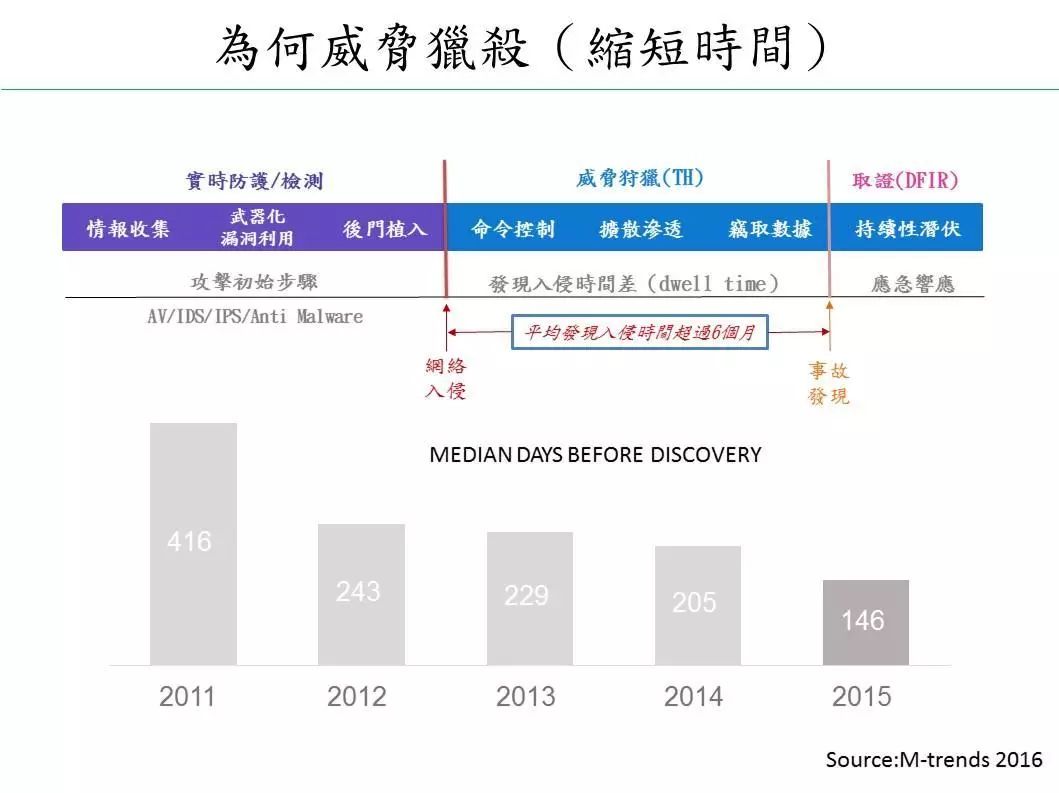 為何威脅獵殺（縮短時間）
實時防護/檢測
威脅狩獵(TH)
取證(DFIR)
情報收集
武器化
漏洞利用
後門植入
命令控制
擴散滲透
竊取數據
持續性潛伏
攻擊初始步驟
發現入侵時間差（dwell time）
應急響應
AV/IDS/IPS/Anti Malware
平均發現入侵時間超過6個月
網絡
入侵
事故
發現
MEDIAN DAYS BEFORE DISCOVERY
416
243
229
205
146
2011
2012
2013
2014
2015
Source:M-trends 2016